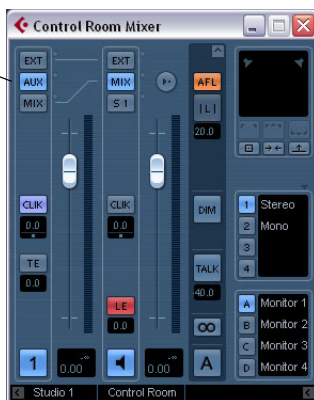 Control Room Mixer
EXT EXT
AUX MIX AFL
MIX S 1 | L |
20.0
CLIK CLIK DIM
0.0 0.0
TE TALK
0.0 LE 40.0
0.0
1 0.00 -∞ 0.00 -∞ A
Studio 1 Control Room
1 Stereo
2 Mono
3
4
A Monitor 1
B Monitor 2
C Monitor 3
D Monitor 4